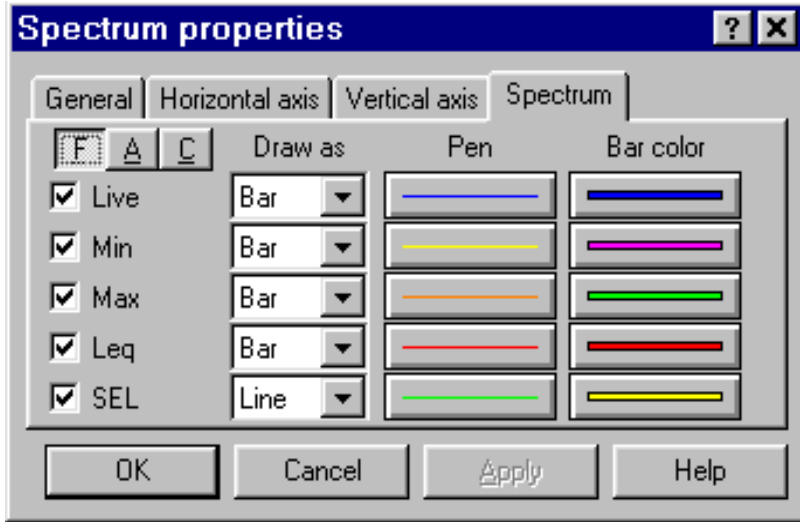 Spectrum properties ?
General Horizontal axis Vertical axis Spectrum
F A C Draw as Pen Bar color
Live Bar
Min Bar
Max Bar
Leq Bar
SEL Line
OK Cancel Apply Help